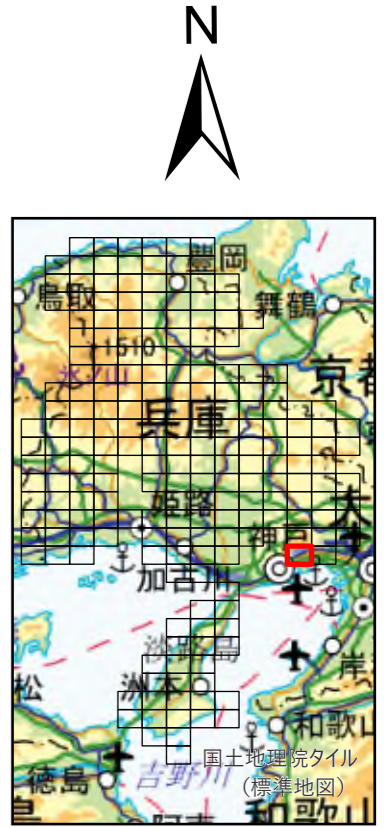 N
豊岡
鳥取
舞鶴
1510
氷ノ山
京都
兵庫
姫路
神戸
大
加古川
淡路島
洲本
岸
松
和歌山
国土地理院タイル
(標準地図)
徳島
吉野川
和歌山